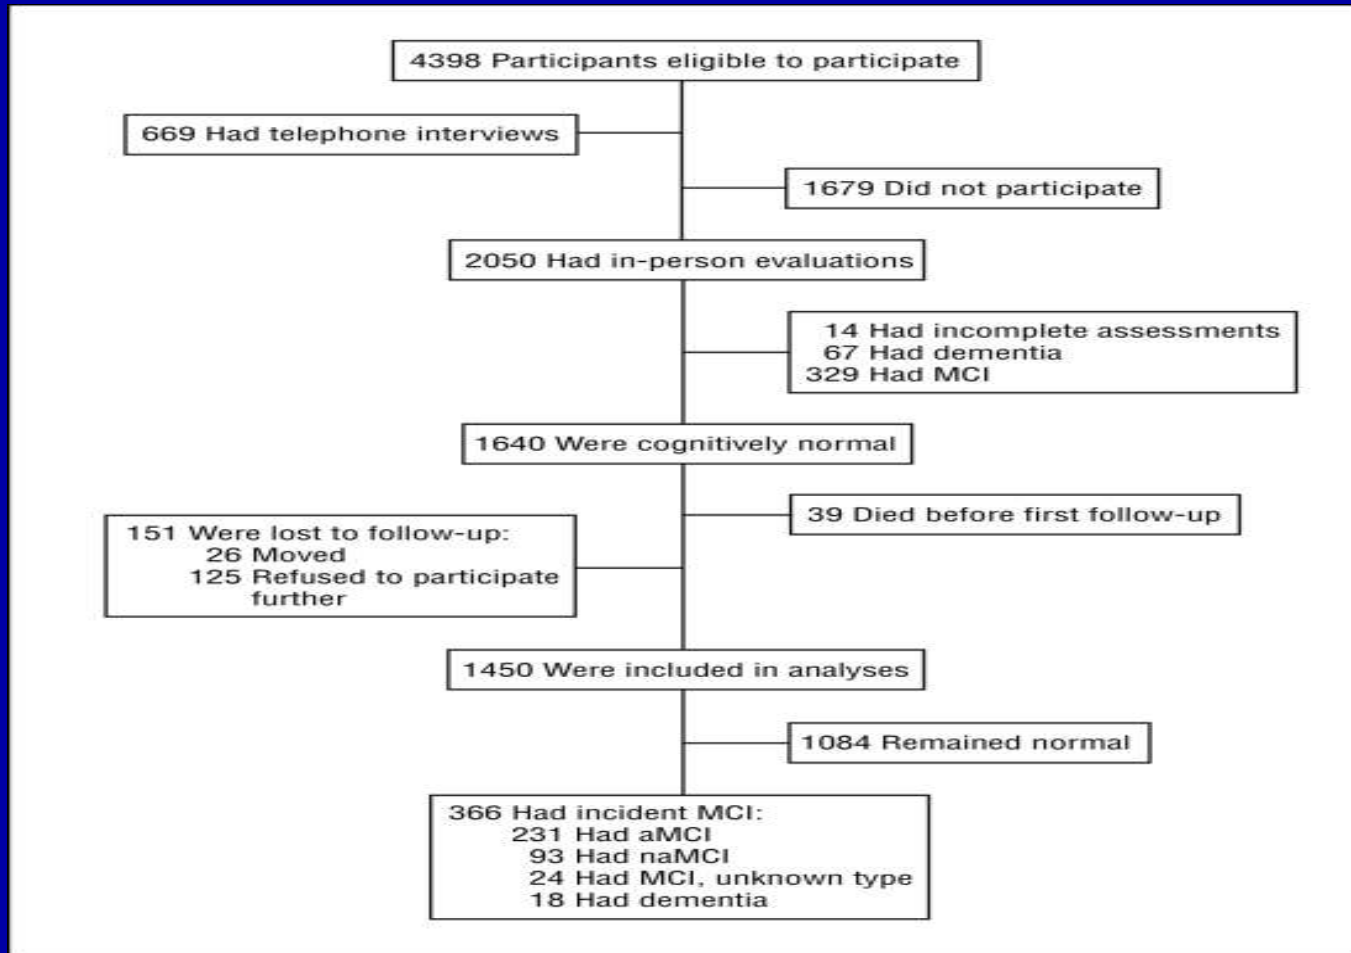 4398 Participants eligible to participate
669 Had telephone interviews
1679 Did not participate
2050 Had in-person evaluations
14 Had incomplete assessments
67 Had dementia
329 Had MCI
1640 Were cognitively normal
39 Died before first follow-up
151 Were lost to follow-up:
26 Moved
125 Refused to participate
further
1450 Were included in analyses
1084 Remained normal
366 Had incident MCI:
231 Had aMCI
93 Had naMCI
24 Had MCI, unknown type
18 Had dementia